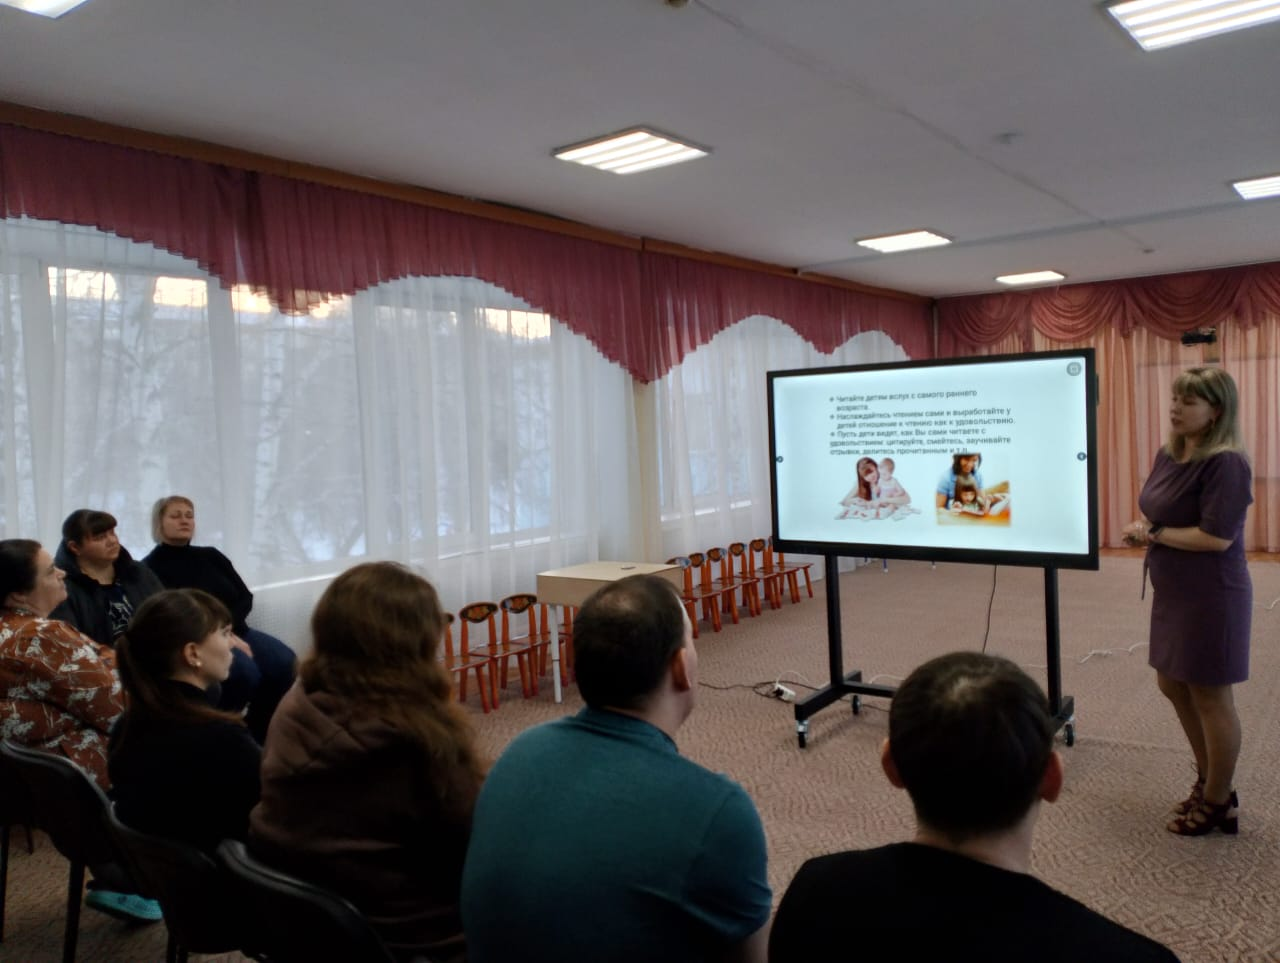 ❖ Читайте детям вслух с самого раннего
возраста.
❖ Наслаждайтесь чтением сами и выработайте у
детей отношение к чтению как к удовольствию.
❖ Пусть дети видят, как Вы сами читаете с
удовольствием: цитируйте, смейтесь, заучивайте
отрывки, делитесь прочитанным и т.п.